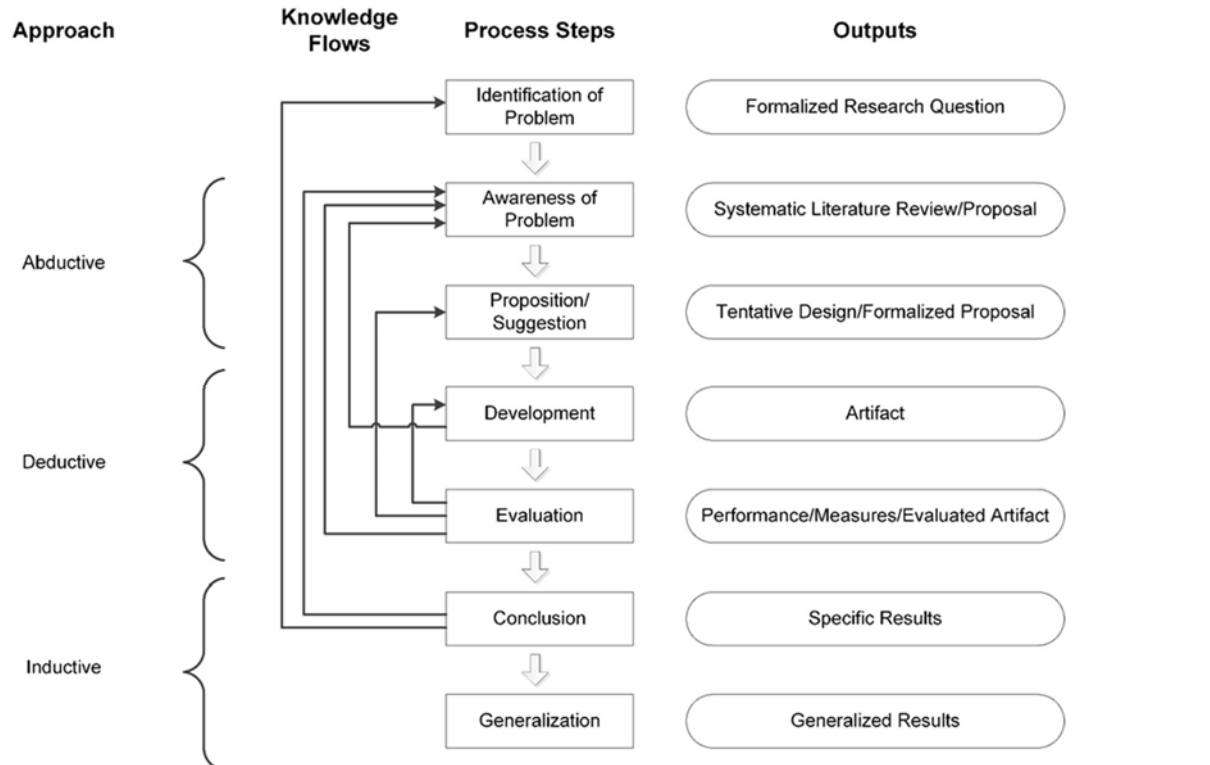 Approach
Knowledge
Flows
Process Steps
Outputs
Identification of
Problem
Formalized Research Question
Awareness of
Problem
Systematic Literature Review/Proposal
Abductive
Proposition/
Suggestion
Tentative Design/Formalized Proposal
Development
Artifact
Deductive
Evaluation
Performance/Measures/Evaluated Artifact
Conclusion
Specific Results
Inductive
Generalization
Generalized Results